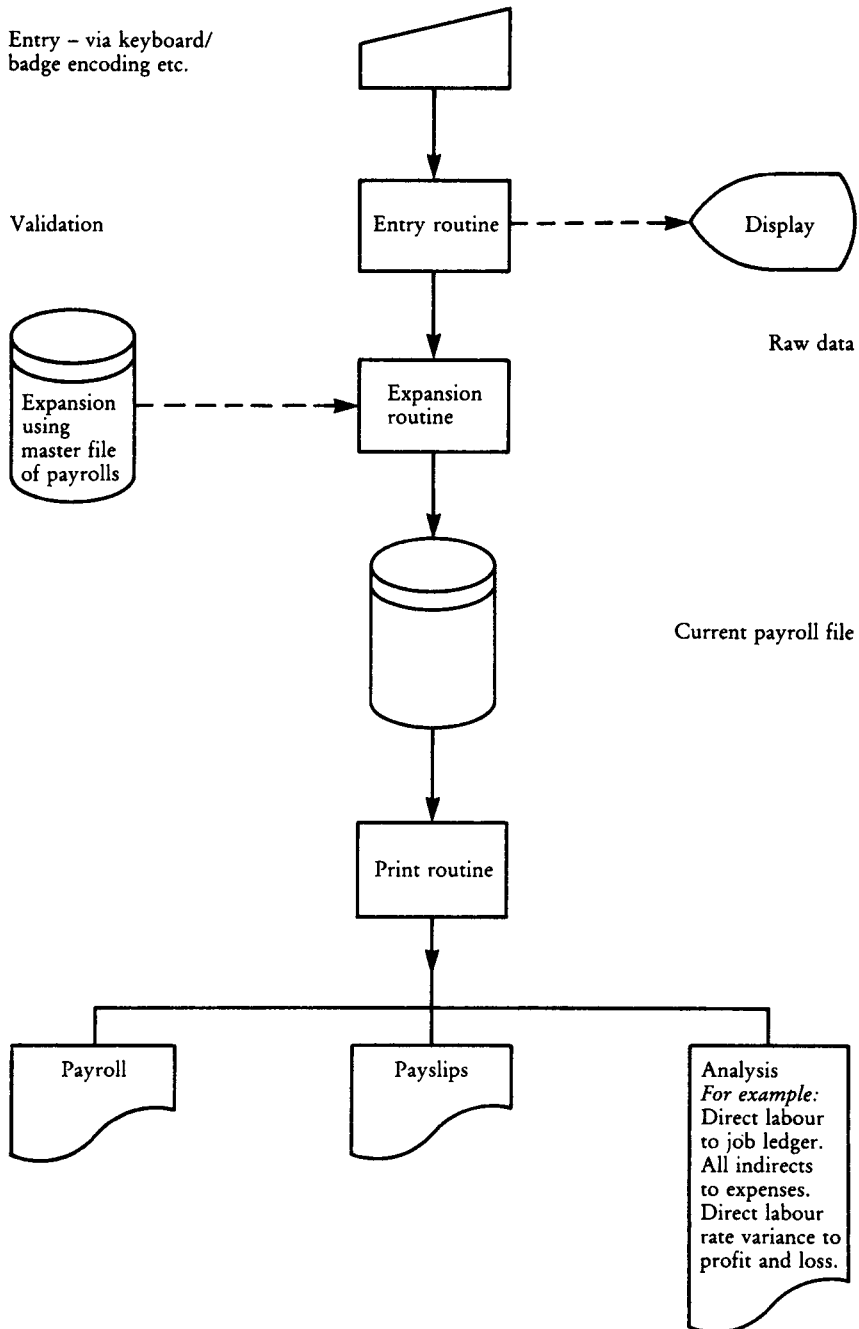 Entry – via keyboard/
badge encoding etc.
Validation
Entry routine
Display
Raw data
Expansion
using
master file
of payrolls
Expansion
routine
Current payroll file
Print routine
Payroll
Payslips
Analysis
For example:
Direct labour
to job ledger.
All indirects
to expenses.
Direct labour
rate variance to
profit and loss.